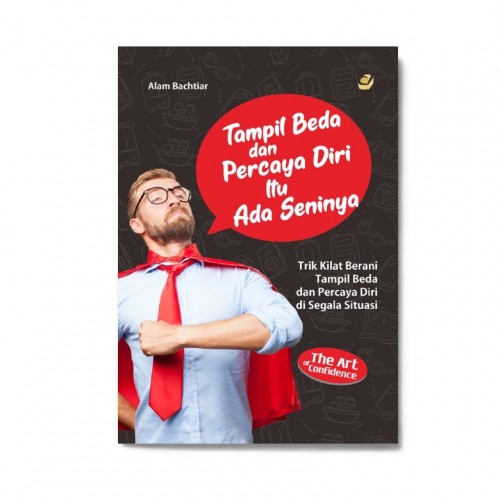 Alam Bachtiar
Tampil Beda
dan
Percaya Diri
Itu
Ada Seninya
Trik Kilat Berani
Tampil Beda
dan Percaya Diri
di Segala Situasi
The Art
of Confidence